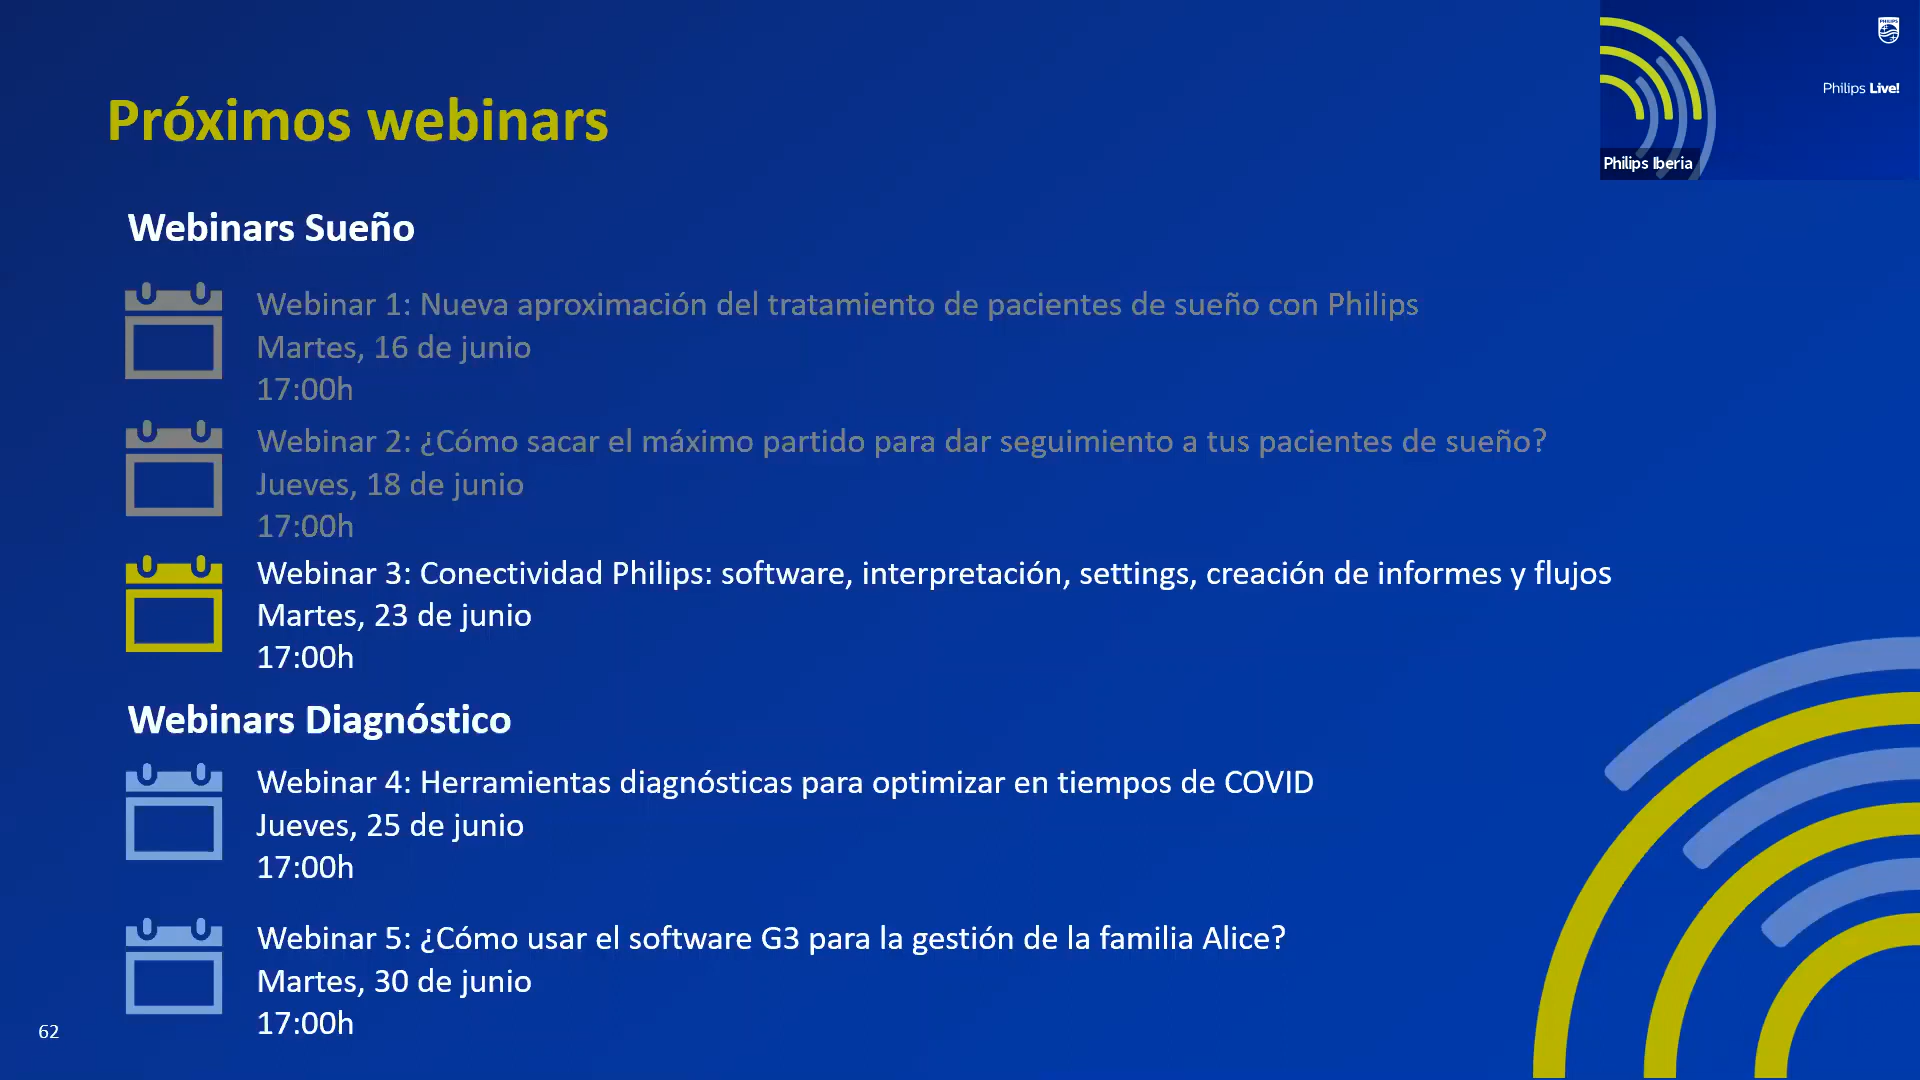 Próximos webinars
Philips Live!
Philips Iberia
Webinars Sueño
Webinar 1: Nueva aproximación del tratamiento de pacientes de sueño con Philips
Martes, 16 de junio
17:00h
Webinar 2: ¿Cómo sacar el máximo partido para dar seguimiento a tus pacientes de sueño?
Jueves, 18 de junio
17:00h
Webinar 3: Conectividad Philips: software, interpretación, settings, creación de informes y flujos
Martes, 23 de junio
17:00h
Webinars Diagnóstico
Webinar 4: Herramientas diagnósticas para optimizar en tiempos de COVID
Jueves, 25 de junio
17:00h
Webinar 5: ¿Cómo usar el software G3 para la gestión de la familia Alice?
Martes, 30 de junio
17:00h
62